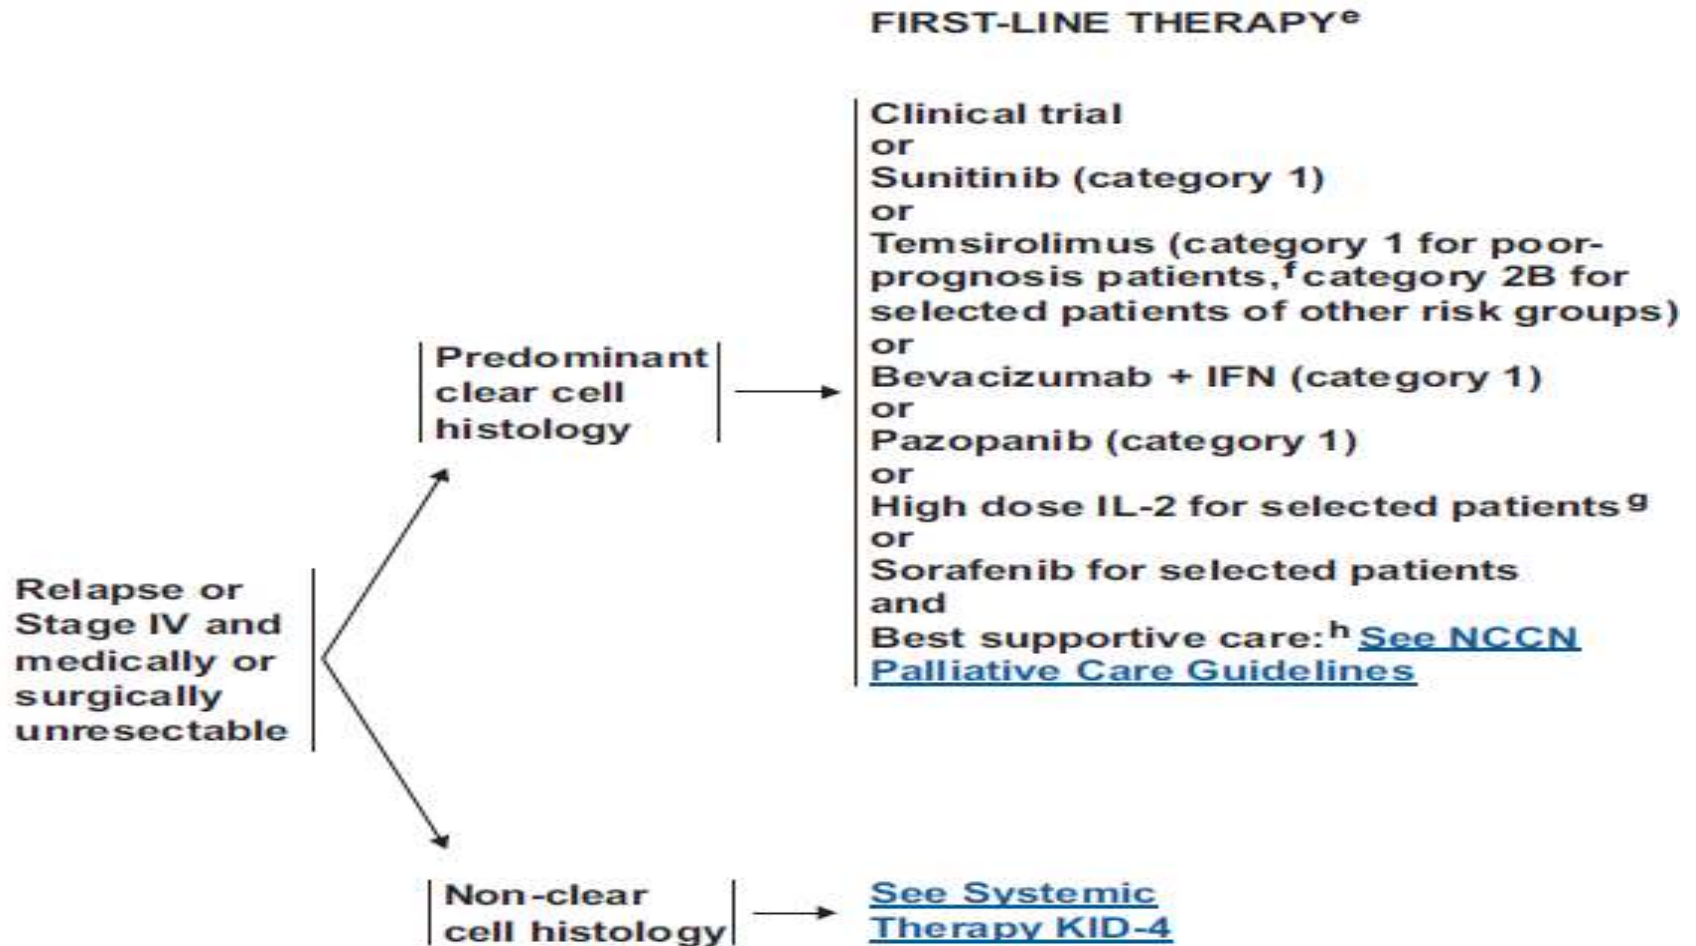 FIRST-LINE THERAPYᵉ
Clinical trial
or
Sunitinib (category 1)
or
Temsirolimus (category 1 for poor-
prognosis patients,ᶠ category 2B for
selected patients of other risk groups)
or
Bevacizumab + IFN (category 1)
or
Pazopanib (category 1)
or
High dose IL-2 for selected patientsᵍ
or
Sorafenib for selected patients
and
Best supportive care:ʰ See NCCN
Palliative Care Guidelines
Predominant
clear cell
histology
Relapse or
Stage IV and
medically or
surgically
unresectable
Non-clear
cell histology
See Systemic
Therapy KID-4